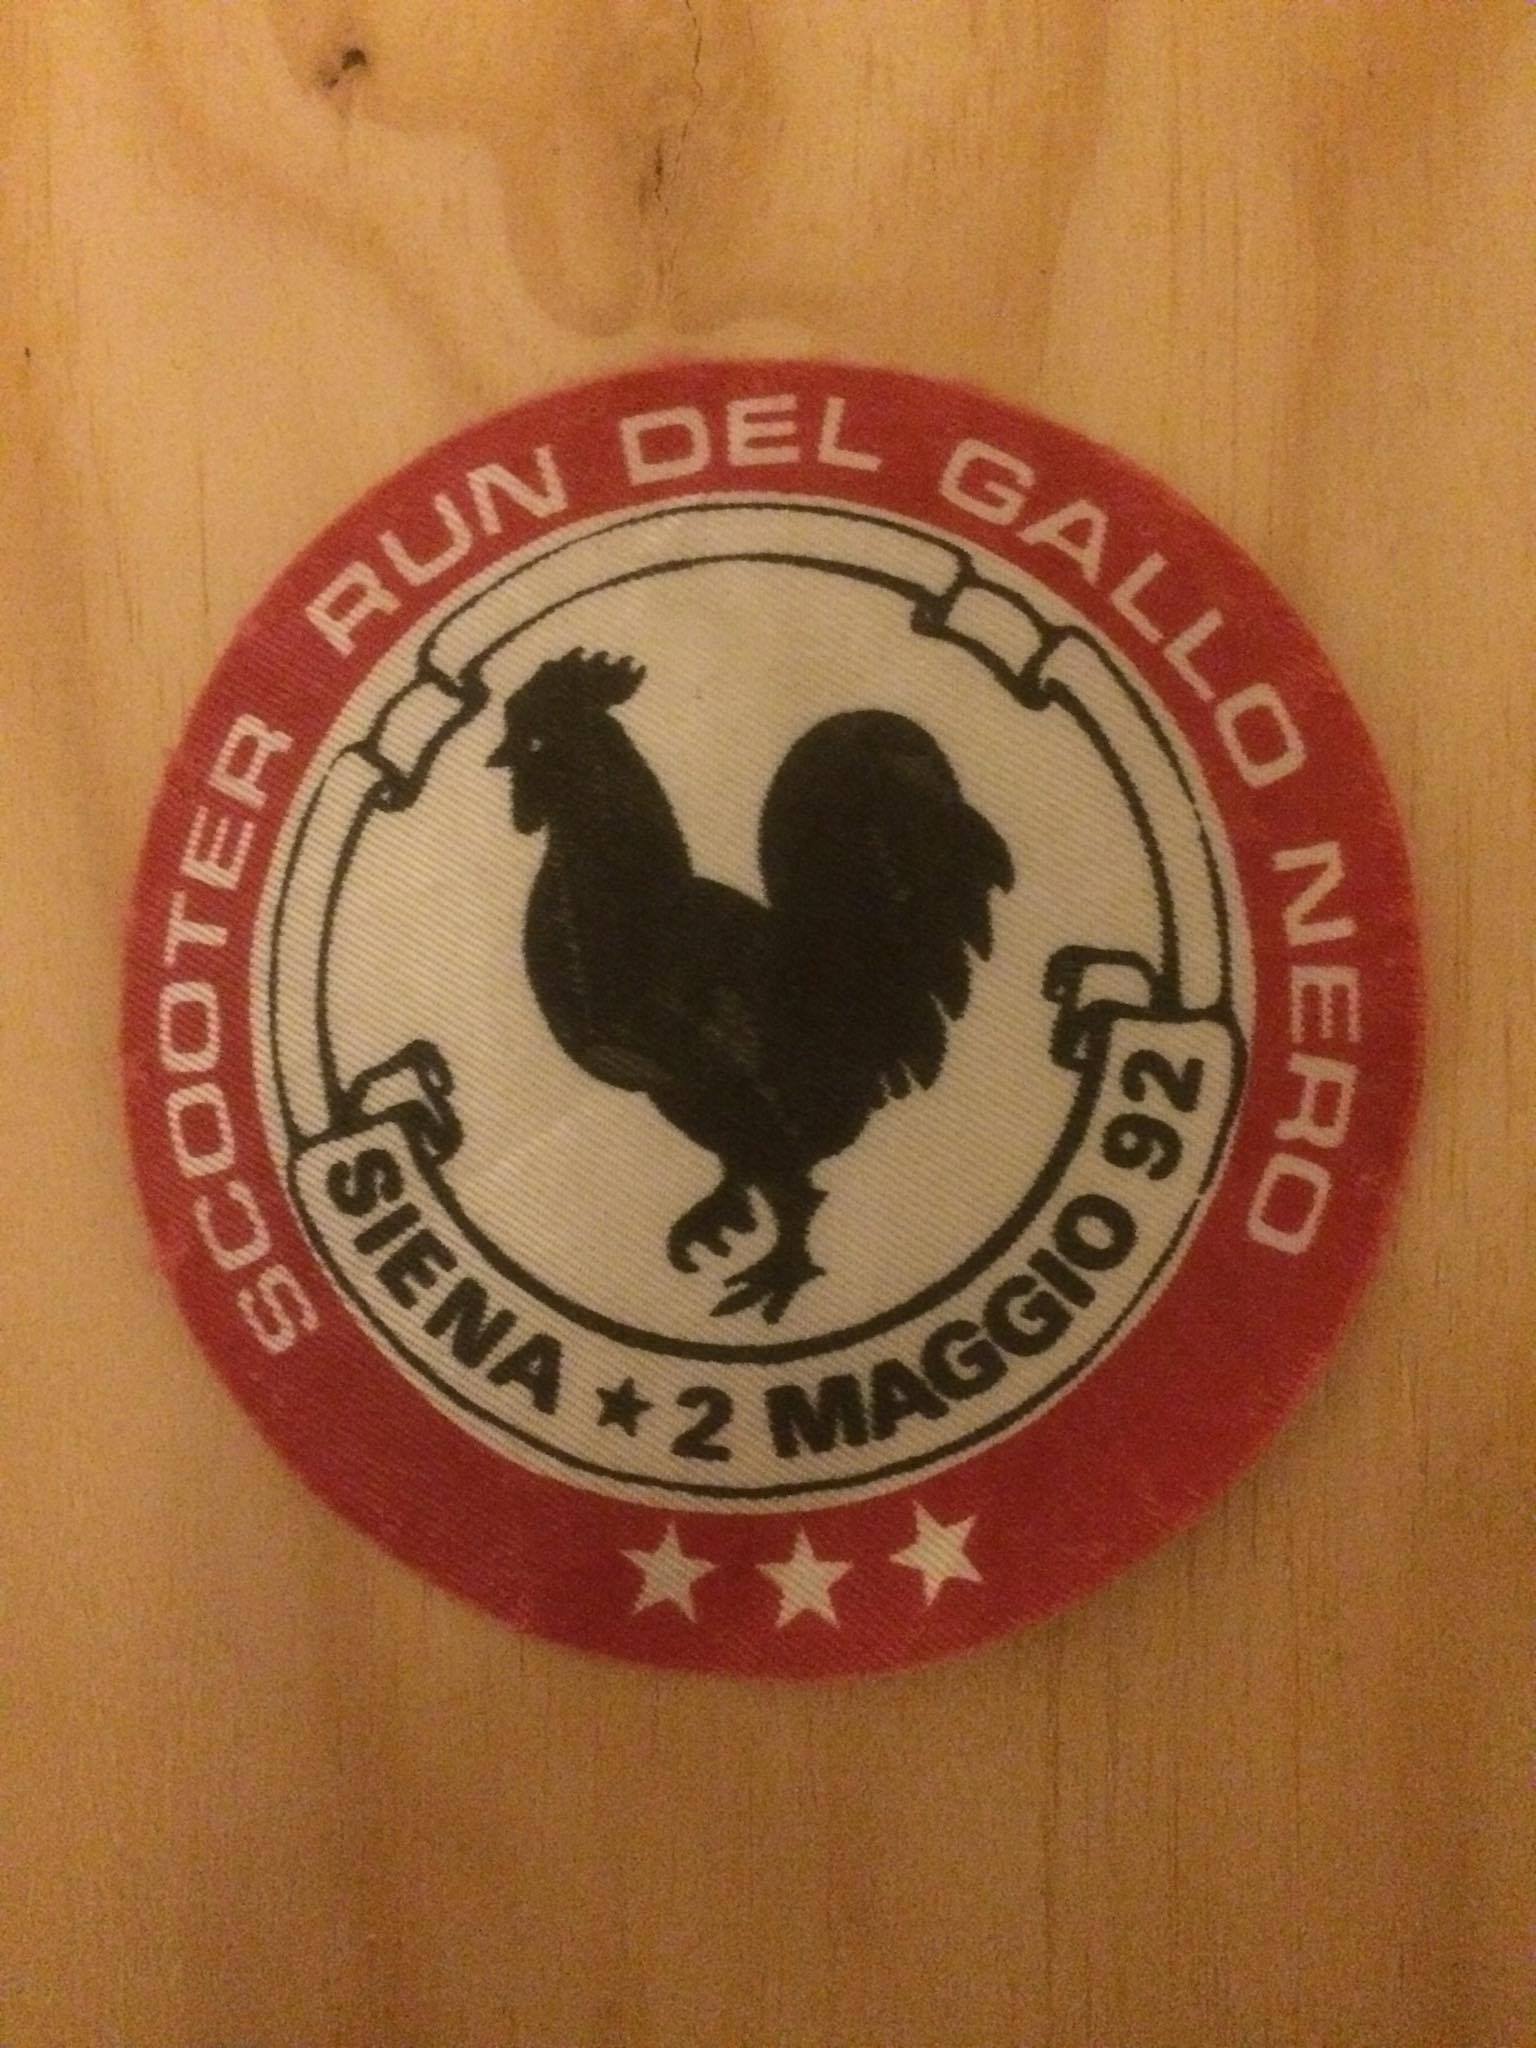 SCOOTER RUN DEL GALLO NERO
SIENA ★ 2 MAGGIO 92